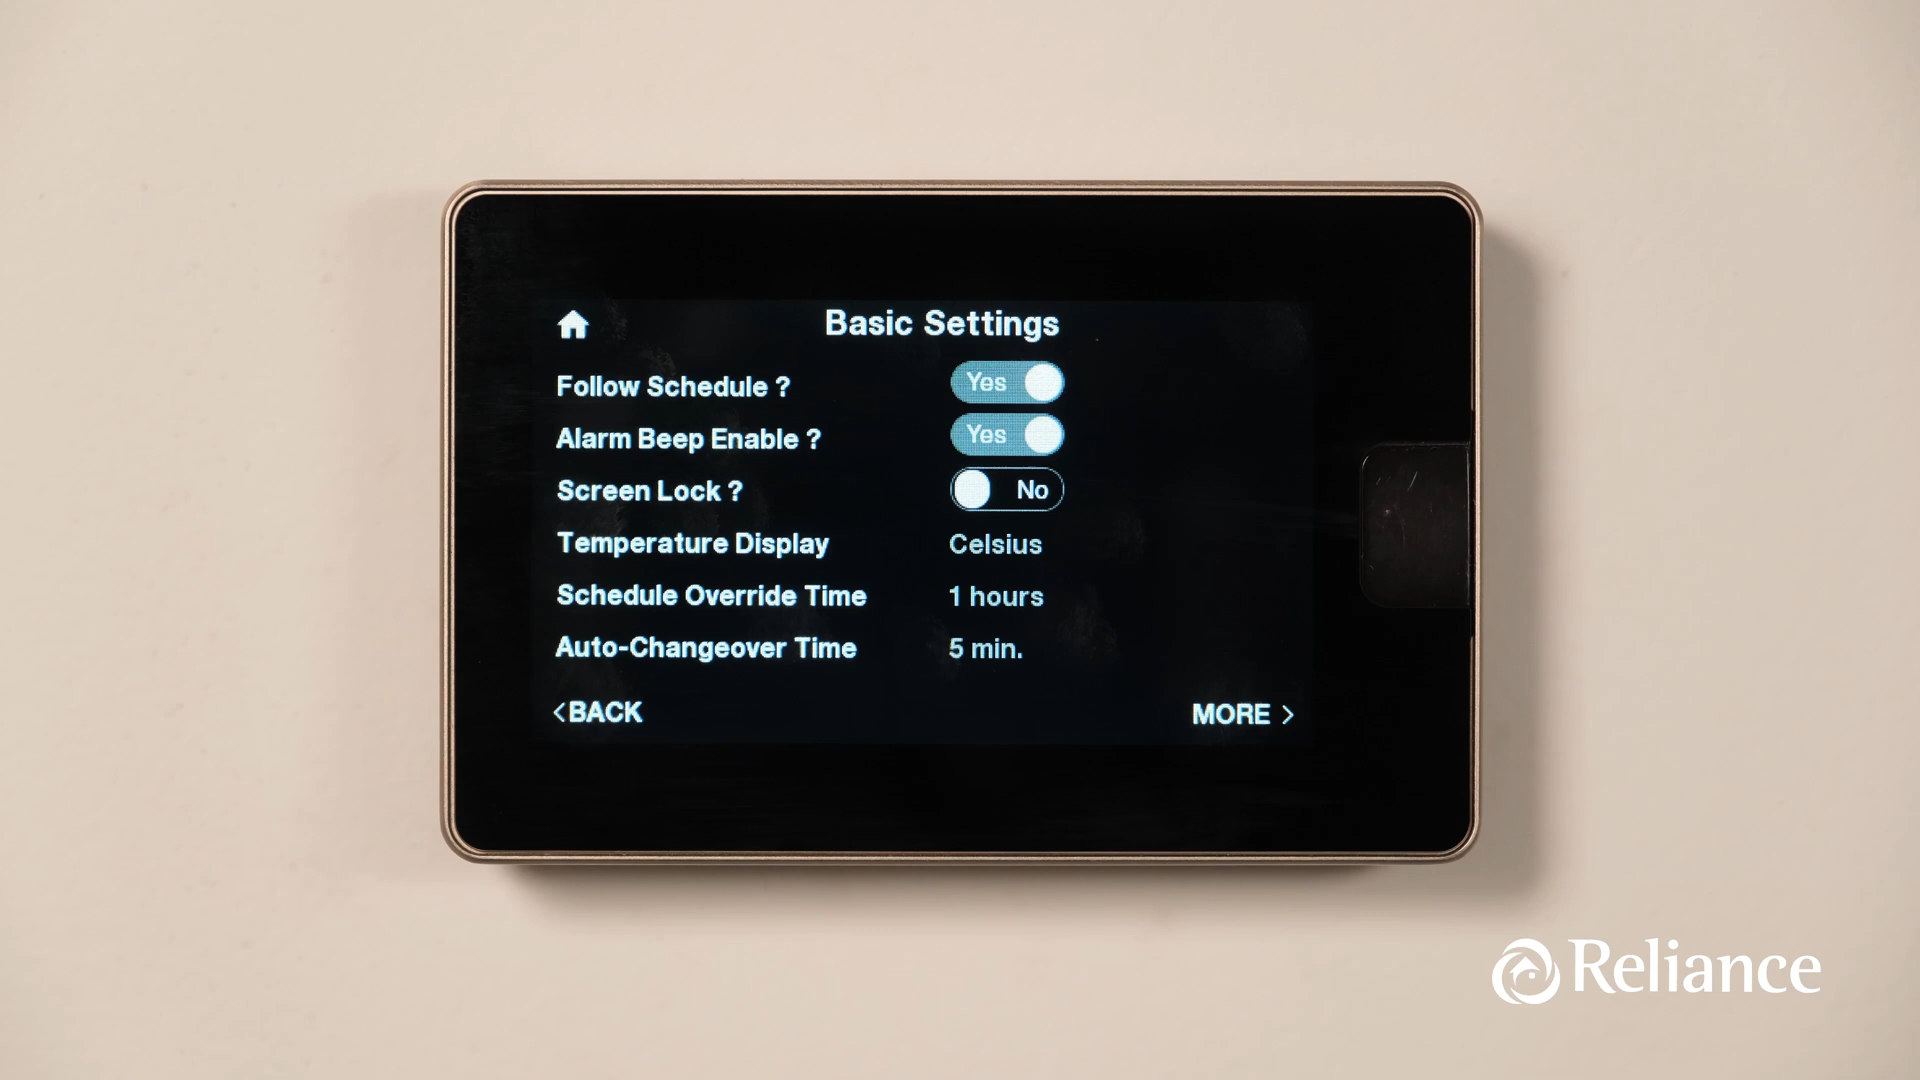 Basic Settings
Follow Schedule ? Yes
Alarm Beep Enable ? Yes
Screen Lock ? No
Temperature Display Celsius
Schedule Override Time 1 hours
Auto-Changeover Time 5 min.
<BACK MORE >
Reliance